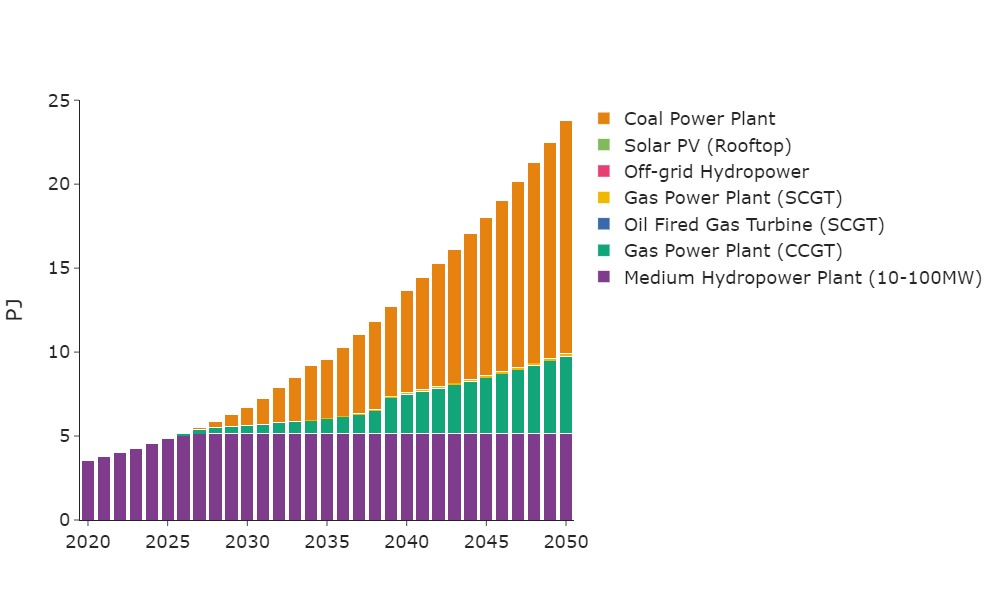 25
20
15
10
5
0
PJ
2020 2025 2030 2035 2040 2045 2050
Coal Power Plant
Solar PV (Rooftop)
Off-grid Hydropower
Gas Power Plant (SCGT)
Oil Fired Gas Turbine (SCGT)
Gas Power Plant (CCGT)
Medium Hydropower Plant (10-100MW)